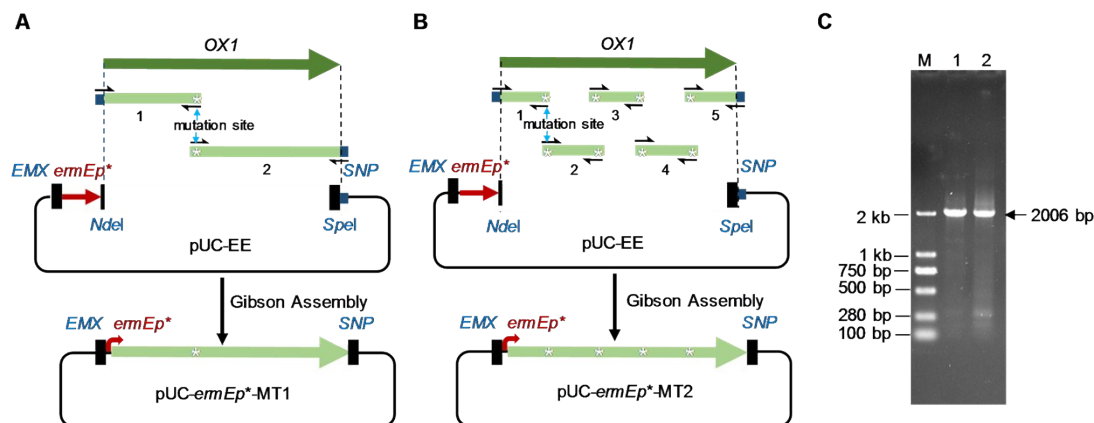 A
OX1
1
mutation site
2
EMX ermEp*
SNP
NdeI
SpeI
pUC-EE
Gibson Assembly
EMX ermEp*
SNP
pUC-ermEp*-MT1
B
OX1
1
3
5
mutation site
2
4
EMX ermEp*
SNP
NdeI
SpeI
pUC-EE
Gibson Assembly
EMX ermEp*
SNP
pUC-ermEp*-MT2
C
M 1 2
2 kb
2006 bp
1 kb
750 bp
500 bp
280 bp
100 bp